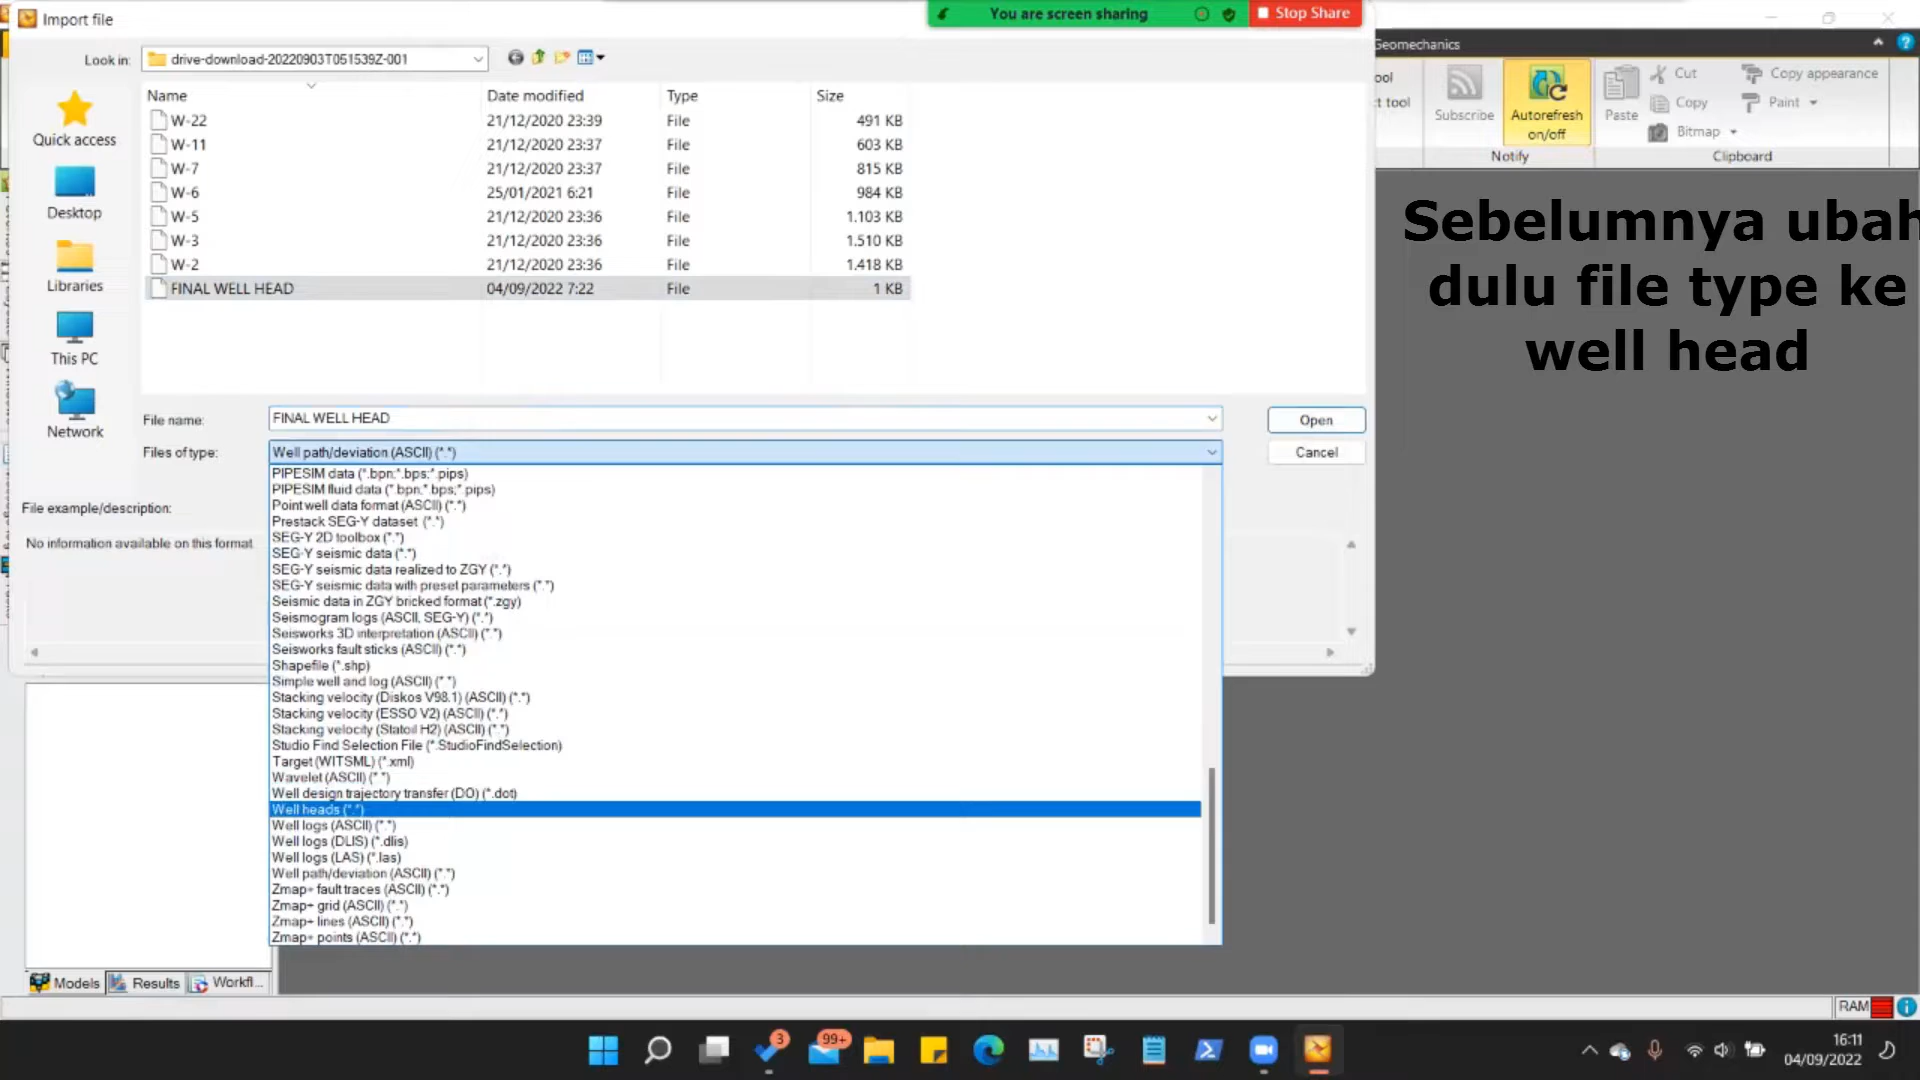 Import file
You are screen sharing
Stop Share
Look in:
drive-download-20220903T051539Z-001
Name
Date modified
Type
Size
W-22
21/12/2020 23:39
File
491 KB
W-11
21/12/2020 23:37
File
603 KB
W-7
21/12/2020 23:37
File
815 KB
W-6
25/01/2021 6:21
File
984 KB
W-5
21/12/2020 23:36
File
1.103 KB
W-3
21/12/2020 23:36
File
1.510 KB
W-2
21/12/2020 23:36
File
1.418 KB
FINAL WELL HEAD
04/09/2022 7:22
File
1 KB
Quick access
Desktop
Libraries
This PC
Network
File name:
FINAL WELL HEAD
Open
Files of type:
Well path/deviation (ASCII) (*.*)
Cancel
PIPESIM data (*.bpn;*.bps;*.pips)
PIPESIM fluid data (*.bpn;*.bps;*.pips)
Point well data format (ASCII) (*.*)
Prestack SEG-Y dataset (*.*)
SEG-Y 2D toolbox (*.*)
SEG-Y seismic data (*.*)
SEG-Y seismic data realized to ZGY (*.*)
SEG-Y seismic data with preset parameters (*.*)
Seismic data in ZGY bricked format (*.zgy)
Seismogram logs (ASCII, SEG-Y) (*.*)
Seisworks 3D interpretation (ASCII) (*.*)
Seisworks fault sticks (ASCII) (*.*)
Shapefile (*.shp)
Simple well and log (ASCII) (*.*)
Stacking velocity (Diskos V98.1) (ASCII) (*.*)
Stacking velocity (ESSO V2) (ASCII) (*.*)
Stacking velocity (Statoil H2) (ASCII) (*.*)
Studio Find Selection File (*.StudioFindSelection)
Target (WITSML) (*.xml)
Wavelet (ASCII) (*.*)
Well design trajectory transfer (DO) (*.dot)
Well heads (*.*)
Well logs (ASCII) (*.*)
Well logs (DLIS) (*.dlis)
Well logs (LAS) (*.las)
Well path/deviation (ASCII) (*.*)
Zmap+ fault traces (ASCII) (*.*)
Zmap+ grid (ASCII) (*.*)
Zmap+ lines (ASCII) (*.*)
Zmap+ points (ASCII) (*.*)
File example/description:
No information available on this format
Geomechanics
ool
t tool
Subscribe
Autorefresh
on/off
Notify
Paste
Cut
Copy
Bitmap
Copy appearance
Paint
Clipboard
Sebelumnya ubah
dulu file type ke
well head
Models
Results
Workfl...
RAM
3
99+
16:11
04/09/2022